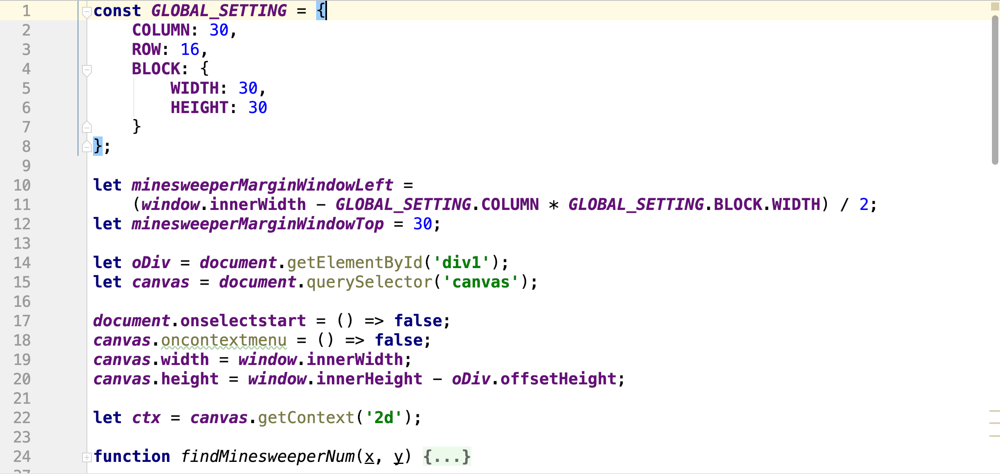 1 const GLOBAL_SETTING = {
2     COLUMN: 30,
3     ROW: 16,
4     BLOCK: {
5         WIDTH: 30,
6         HEIGHT: 30
7     }
8 };
9
10 let minesweeperMarginWindowLeft =
11     (window.innerWidth - GLOBAL_SETTING.COLUMN * GLOBAL_SETTING.BLOCK.WIDTH) / 2;
12 let minesweeperMarginWindowTop = 30;
13
14 let oDiv = document.getElementById('div1');
15 let canvas = document.querySelector('canvas');
16
17 document.onselectstart = () => false;
18 canvas.oncontextmenu = () => false;
19 canvas.width = window.innerWidth;
20 canvas.height = window.innerHeight - oDiv.offsetHeight;
21
22 let ctx = canvas.getContext('2d');
23
24 function findMinesweeperNum(x, y) {...}